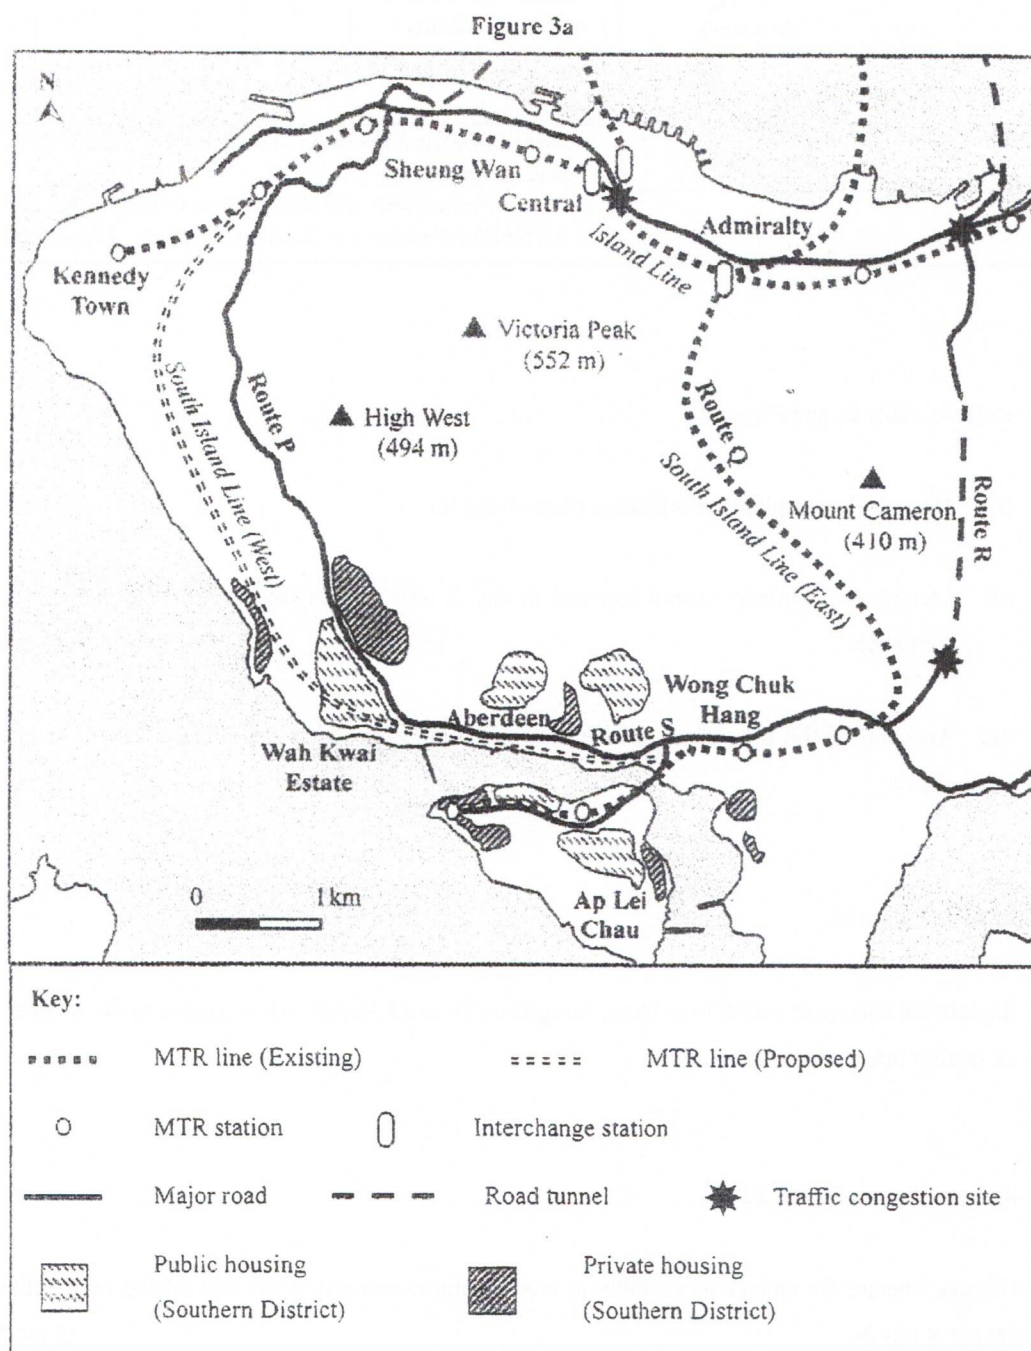 Figure 3a
N
Sheung Wan
Central
Admiralty
Island Line
Kennedy
Town
Victoria Peak
(552 m)
South Island Line (West)
Route P
High West
(494 m)
Route Q
South Island Line (East)
Mount Cameron
(410 m)
Route R
Wong Chuk
Hang
Aberdeen
Route S
Wah Kwai
Estate
0 1 km
Ap Lei
Chau
Key:
MTR line (Existing)
MTR line (Proposed)
MTR station
Interchange station
Major road
Road tunnel
Traffic congestion site
Public housing
(Southern District)
Private housing
(Southern District)